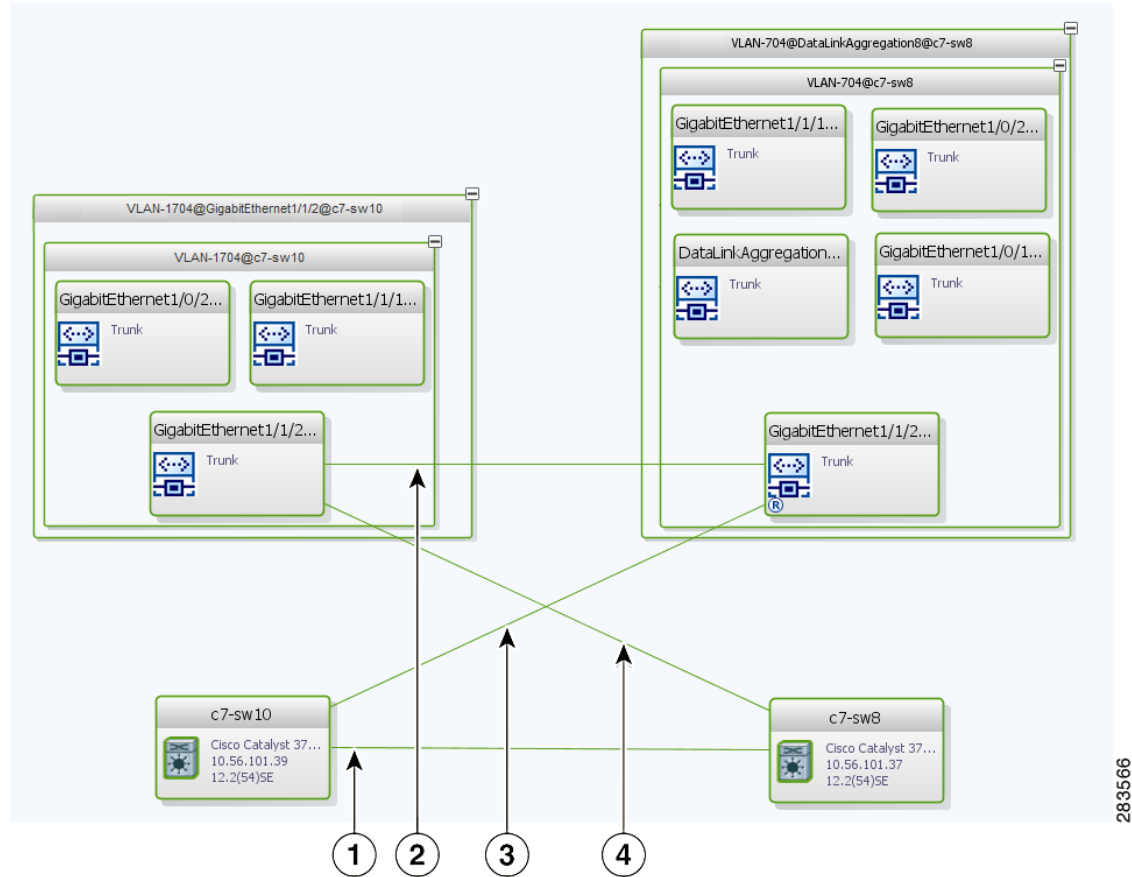 VLAN-704@DataLinkAggregation8@c7-sw8
VLAN-704@c7-sw8
GigabitEthernet1/1/1...
Trunk
GigabitEthernet1/0/2...
Trunk
DataLinkAggregation...
Trunk
GigabitEthernet1/0/1...
Trunk
GigabitEthernet1/1/2...
Trunk
R
VLAN-1704@GigabitEthernet1/1/2@c7-sw10
VLAN-1704@c7-sw10
GigabitEthernet1/0/2...
Trunk
GigabitEthernet1/1/1...
Trunk
GigabitEthernet1/1/2...
Trunk
c7-sw10
Cisco Catalyst 37...
10.56.101.39
12.2(54)SE
c7-sw8
Cisco Catalyst 37...
10.56.101.37
12.2(54)SE
1
2
3
4
283566